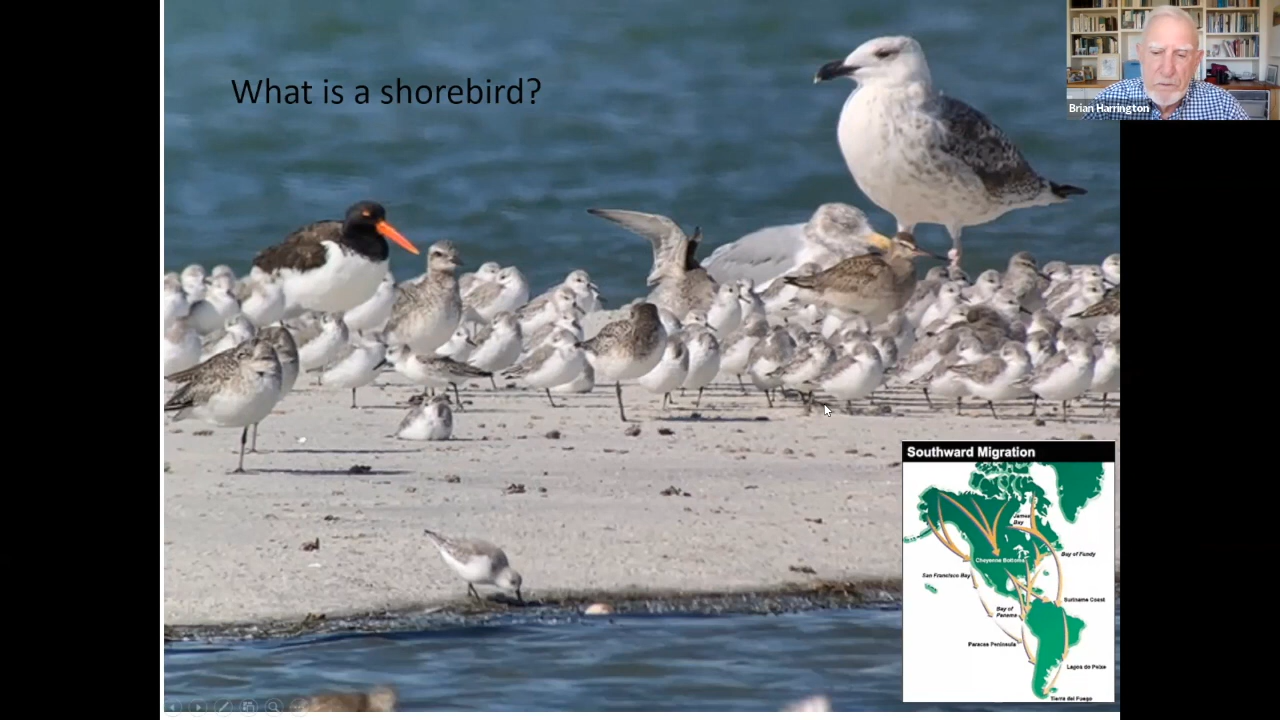 What is a shorebird?
Brian Harrington
Southward Migration
James
Bay
Bay of Fundy
Cheyenne Bottoms
San Francisco Bay
Suriname Coast
Bay of
Panama
Paracas Peninsula
Lagoa do Peixe
Tierra del Fuego